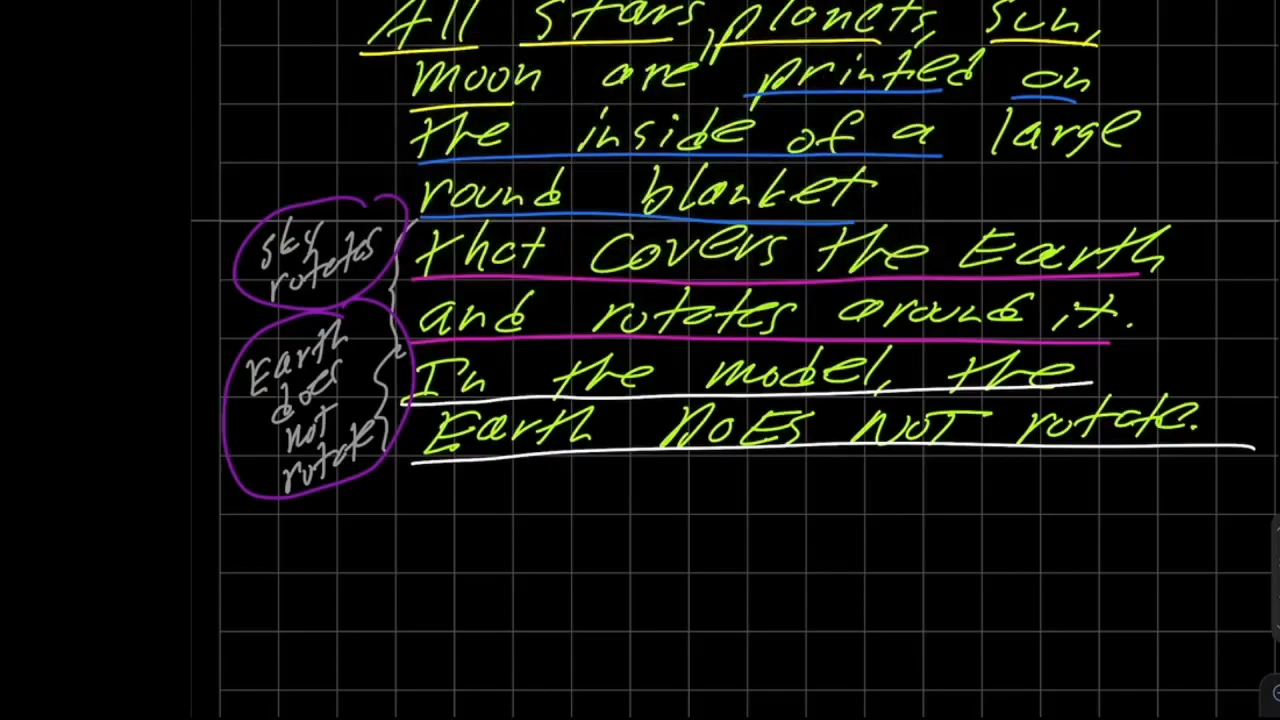 All stars, planets, sun,
moon are printed on
the inside of a large
round blanket
that covers the Earth
and rotates around it.
In the model, the
Earth DOES NOT rotate.
sky
rotates
Earth
does
not
rotate